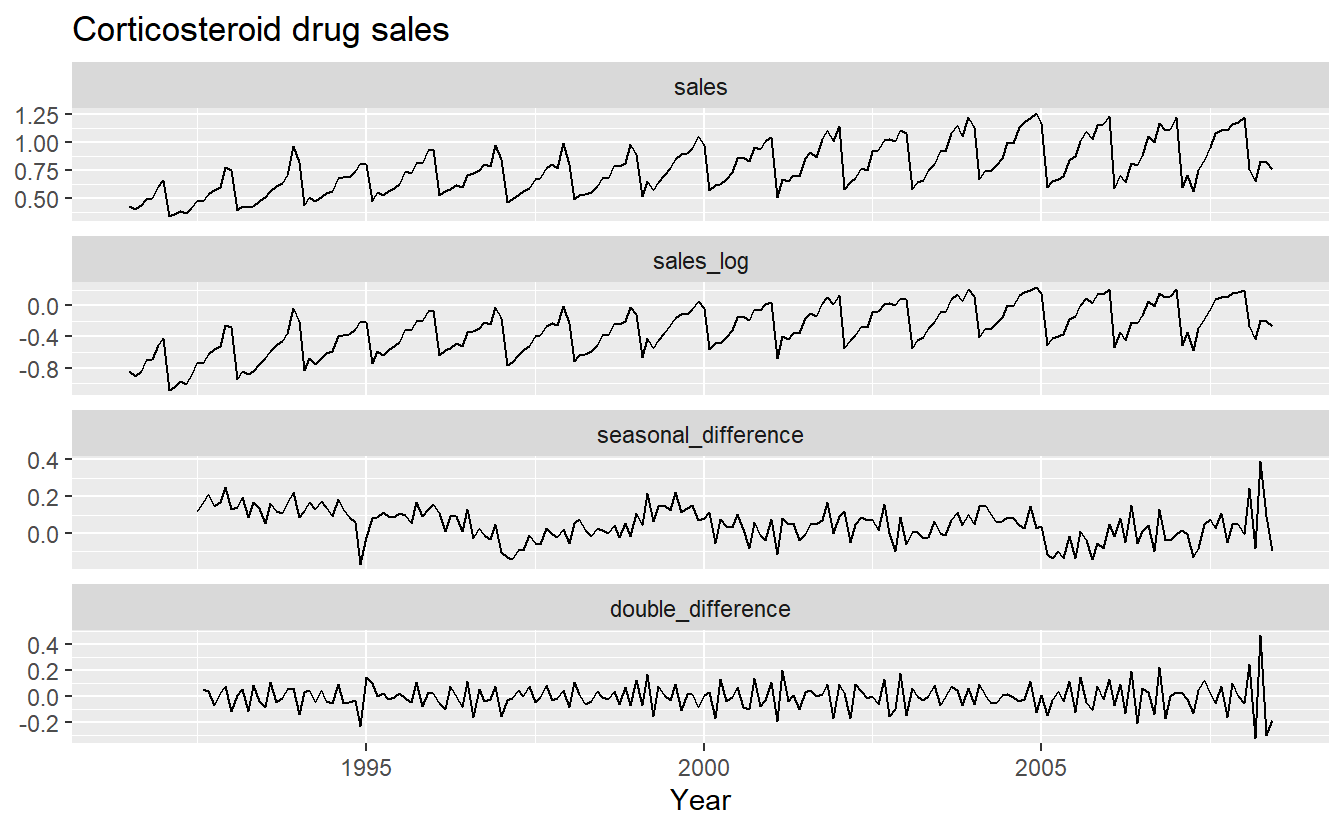 Corticosteroid drug sales
sales
1.25
1.00
0.75
0.50
sales_log
0.0
-0.4
-0.8
seasonal_difference
0.4
0.2
0.0
double_difference
0.4
0.2
0.0
-0.2
1995 2000 2005
Year